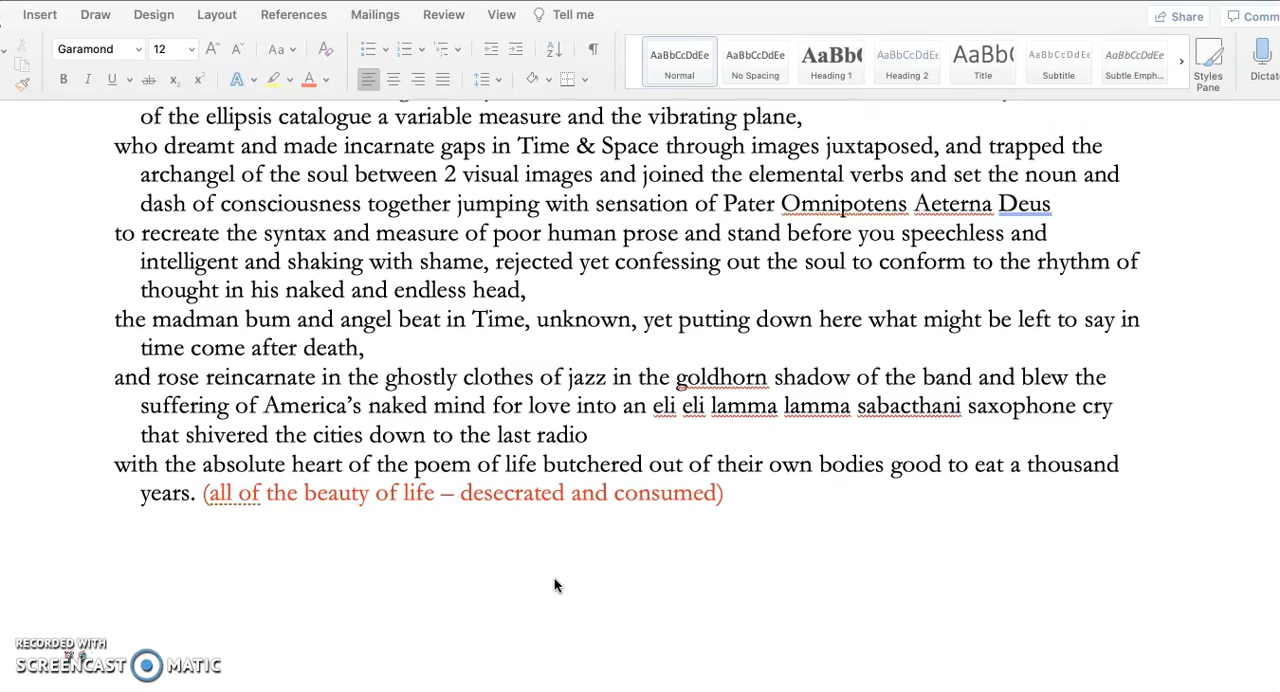 Insert Draw Design Layout References Mailings Review View Tell me Share Comm
Garamond 12 A A Aa A AaBbCcDdEe AaBbCcDdEe AaBbC AaBbCcDdEe AaBb( AaBbCcDdEe AaBbCcDdEe
B I U ab x x A A Normal No Spacing Heading 1 Heading 2 Title Subtitle Subtle Emph... Styles Pane Dictat
of the ellipsis catalogue a variable measure and the vibrating plane,
who dreamt and made incarnate gaps in Time & Space through images juxtaposed, and trapped the
archangel of the soul between 2 visual images and joined the elemental verbs and set the noun and
dash of consciousness together jumping with sensation of Pater Omnipotens Aeterna Deus
to recreate the syntax and measure of poor human prose and stand before you speechless and
intelligent and shaking with shame, rejected yet confessing out the soul to conform to the rhythm of
thought in his naked and endless head,
the madman bum and angel beat in Time, unknown, yet putting down here what might be left to say in
time come after death,
and rose reincarnate in the ghostly clothes of jazz in the goldhorn shadow of the band and blew the
suffering of America's naked mind for love into an eli eli lamma lamma sabacthani saxophone cry
that shivered the cities down to the last radio
with the absolute heart of the poem of life butchered out of their own bodies good to eat a thousand
years. (all of the beauty of life – desecrated and consumed)
RECORDED WITH
SCREENCAST MATIC